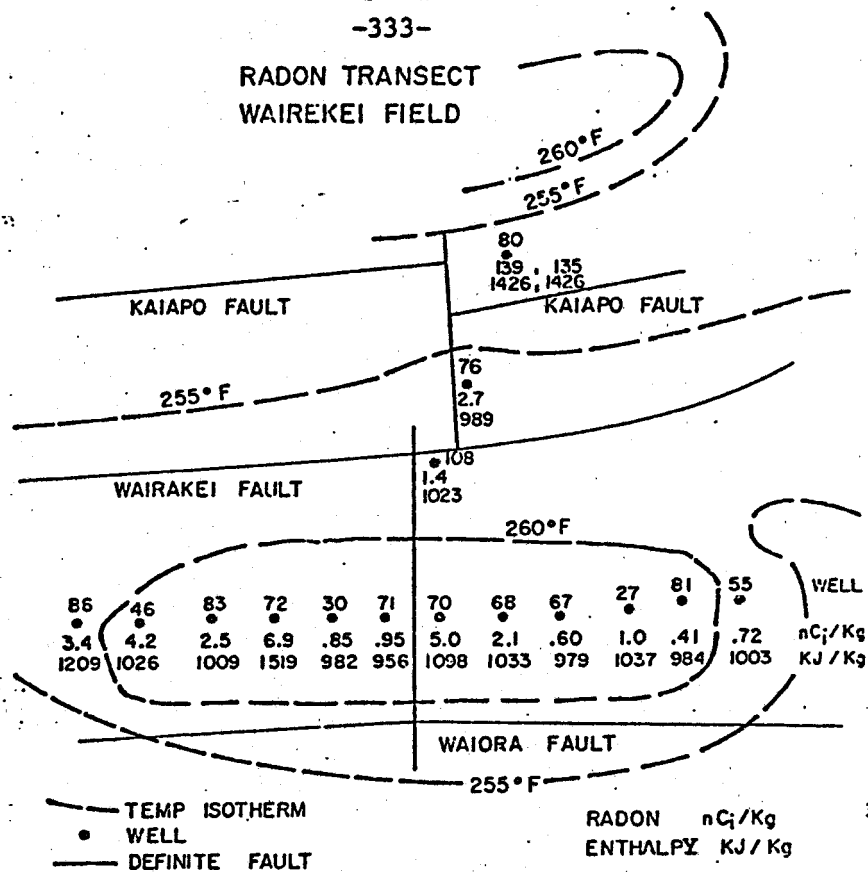 -333-
RADON TRANSECT
WAIREKEI FIELD
260°F
255°F
80
139, 135
1426, 1426
KAIAPO FAULT
KAIAPO FAULT
76
2.7
989
255°F
108
1.4
1023
WAIRAKEI FAULT
260°F
86 46 83 72 30 71 70 68 67 27 81 55 WELL
3.4 4.2 2.5 6.9 .85 .95 5.0 2.1 .60 1.0 .41 .72 nCi/Kg
1209 1026 1009 1519 982 956 1098 1033 979 1037 984 1003 KJ/Kg
WAIORA FAULT
255°F
TEMP ISOTHERM
WELL
DEFINITE FAULT
RADON nCi/Kg
ENTHALPY KJ/Kg